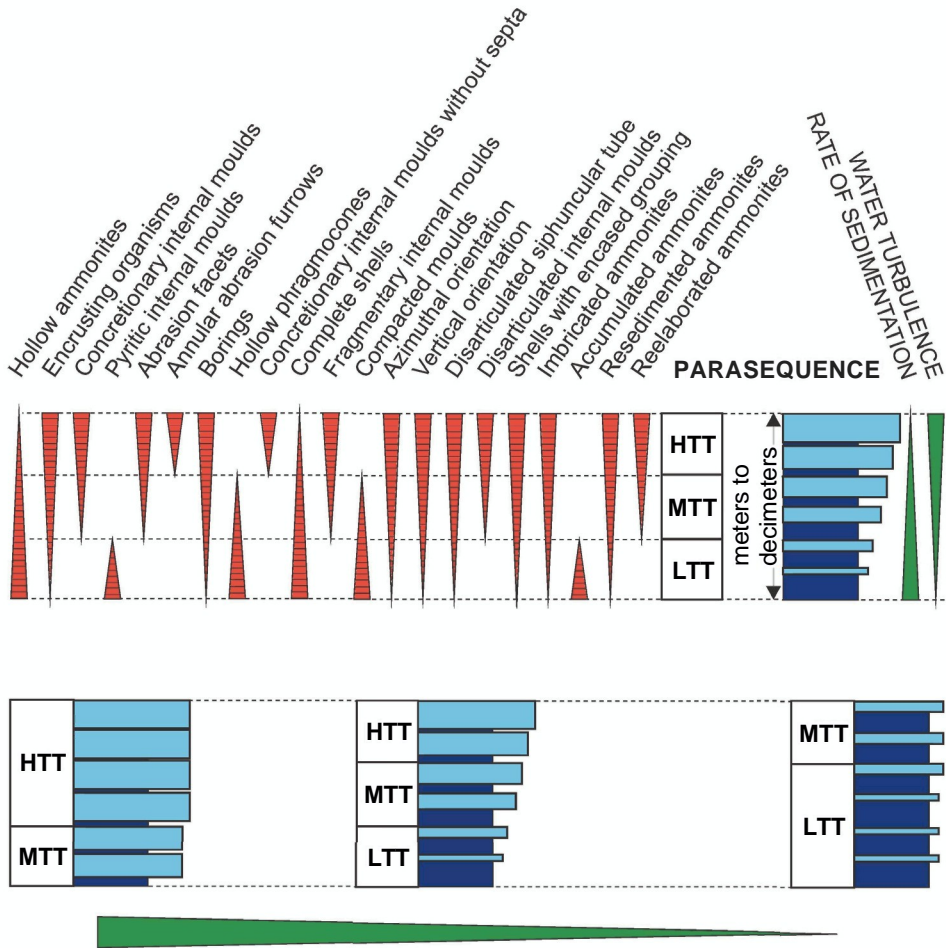 Hollow ammonites
Encrusting organisms
Concretionary internal moulds
Pyritic internal moulds
Abrasion facets
Annular abrasion furrows
Borings
Hollow phragmocones
Concretionary internal moulds without septa
Complete shells
Fragmentary internal moulds
Compacted moulds
Azimuthal orientation
Vertical orientation
Disarticulated siphuncular tube
Disarticulated internal moulds
Shells with encased grouping
Imbricated ammonites
Accumulated ammonites
Resedimented ammonites
Reelaborated ammonites
PARASEQUENCE
RATE OF SEDIMENTATION
WATER TURBULENCE
HTT
MTT
LTT
meters to
decimeters
HTT
MTT
HTT
MTT
LTT
MTT
LTT